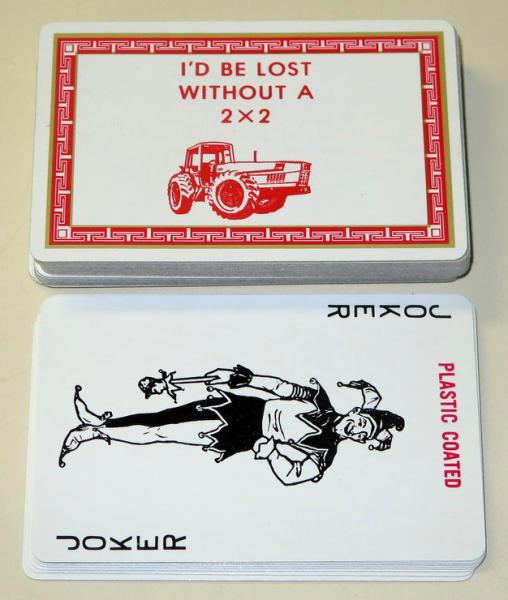 I'D BE LOST
WITHOUT A
2×2
JOKER
PLASTIC COATED
JOKER